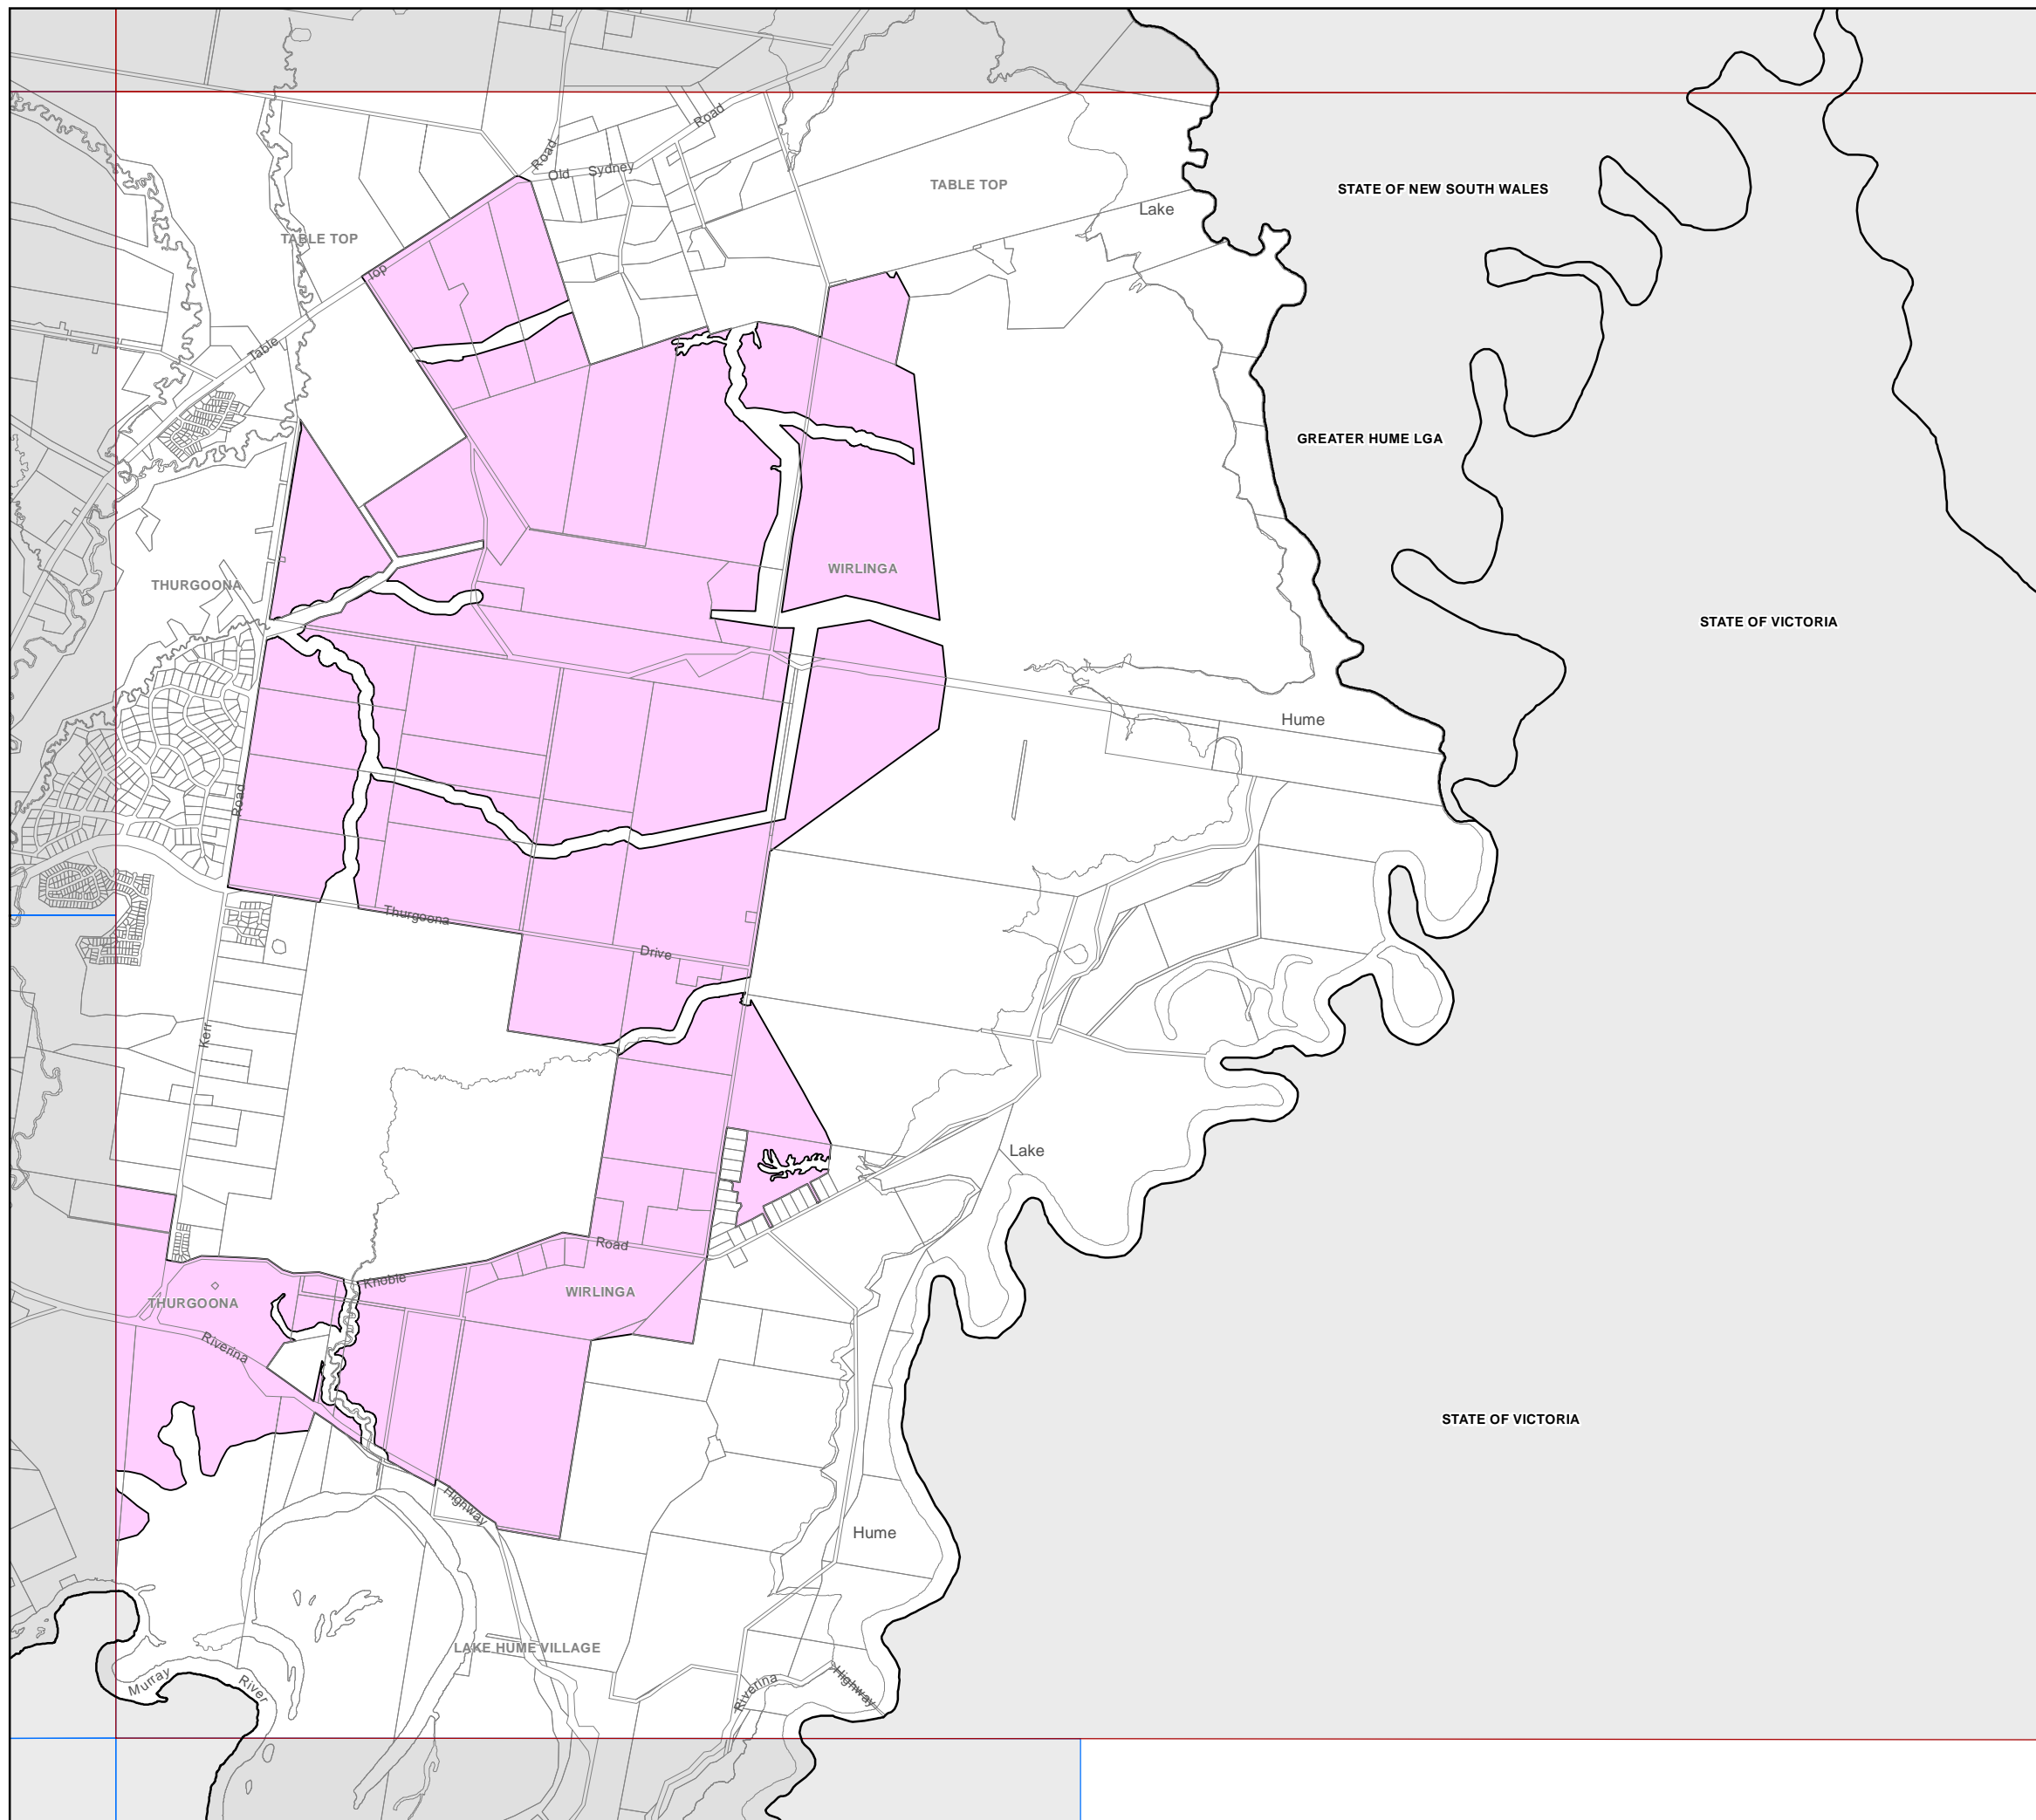 Road
Road
Old Sydney
TABLE TOP
STATE OF NEW SOUTH WALES
Lake
TABLE TOP
Top
Table
GREATER HUME LGA
WIRLINGA
THURGOONA
STATE OF VICTORIA
Hume
Road
Thurgoona
Drive
Kerr
Lake
Road
Knoble
WIRLINGA
THURGOONA
Riverina
STATE OF VICTORIA
Highway
Hume
LAKE HUME VILLAGE
Murray
River
Riverina
Highway